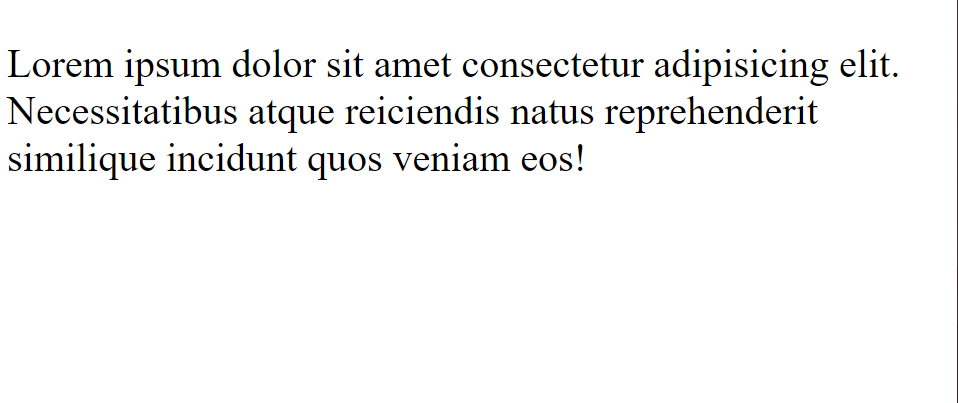 Lorem ipsum dolor sit amet consectetur adipisicing elit.
Necessitatibus atque reiciendis natus reprehenderit
similique incidunt quos veniam eos!